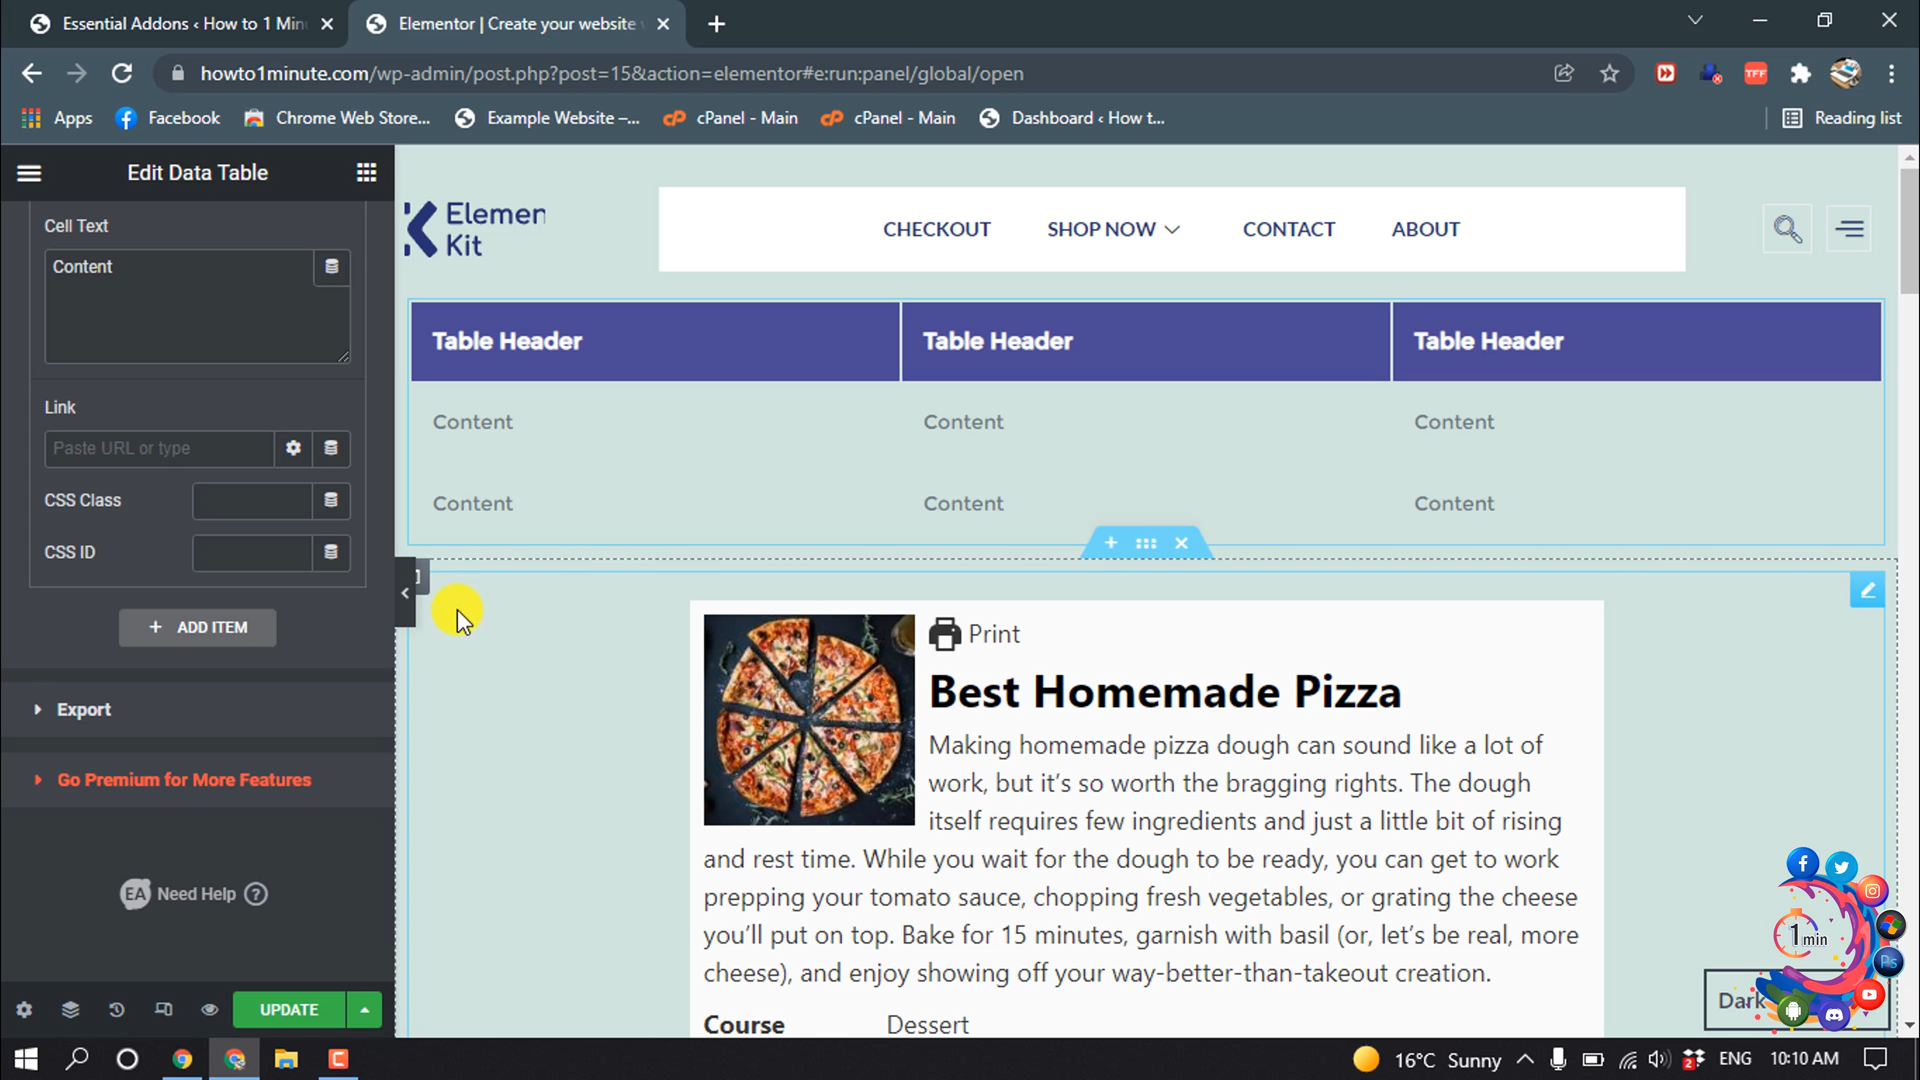 Essential Addons ‹ How to 1 Min
Elementor | Create your website
howto1minute.com/wp-admin/post.php?post=15&action=elementor#e:run:panel/global/open
TFF
Apps
Facebook
Chrome Web Store...
Example Website –...
cP cPanel - Main
cP cPanel - Main
Dashboard ‹ How t...
Reading list
Edit Data Table
Cell Text
Content
Link
Paste URL or type
CSS Class
CSS ID
+ ADD ITEM
Export
Go Premium for More Features
EA Need Help ?
UPDATE
Elemen
Kit
CHECKOUT
SHOP NOW
CONTACT
ABOUT
Table Header Table Header Table Header
Content Content Content
Content Content Content
Print
Best Homemade Pizza
Making homemade pizza dough can sound like a lot of
work, but it's so worth the bragging rights. The dough
itself requires few ingredients and just a little bit of rising
and rest time. While you wait for the dough to be ready, you can get to work
prepping your tomato sauce, chopping fresh vegetables, or grating the cheese
you'll put on top. Bake for 15 minutes, garnish with basil (or, let's be real, more
cheese), and enjoy showing off your way-better-than-takeout creation.
Course Dessert
1 min
Ps
Dark
16°C Sunny
2
ENG
10:10 AM